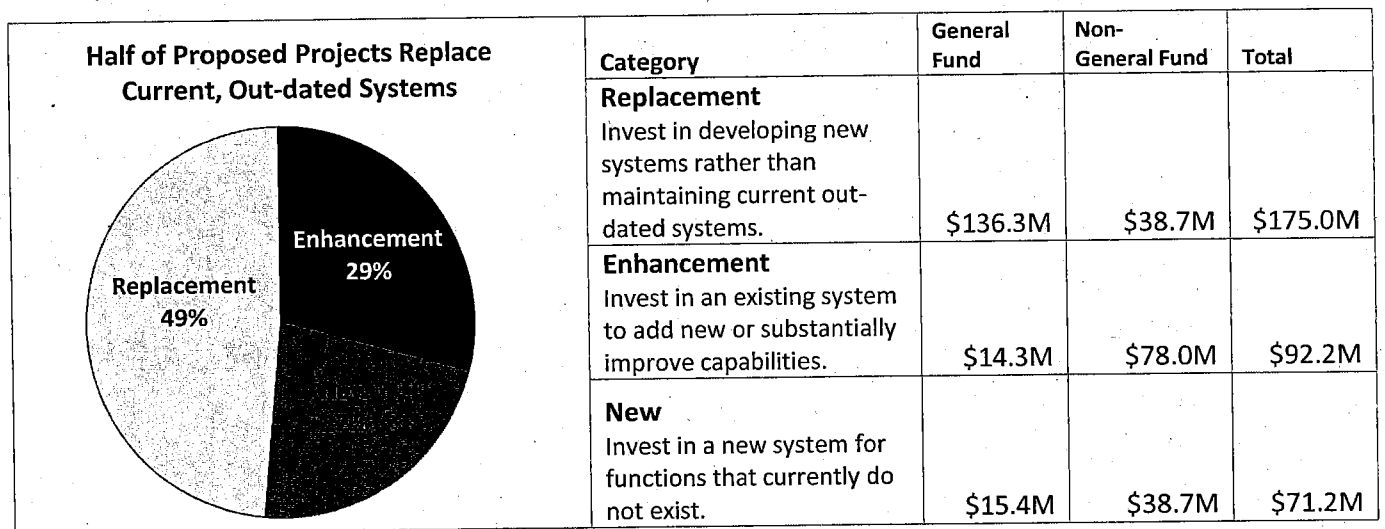 Half of Proposed Projects Replace
Current, Out-dated Systems
Enhancement
29%
Replacement
49%
Category
General
Fund
Non-
General Fund
Total
Replacement
Invest in developing new
systems rather than
maintaining current out-
dated systems.
$136.3M
$38.7M
$175.0M
Enhancement
Invest in an existing system
to add new or substantially
improve capabilities.
$14.3M
$78.0M
$92.2M
New
Invest in a new system for
functions that currently do
not exist.
$15.4M
$38.7M
$71.2M